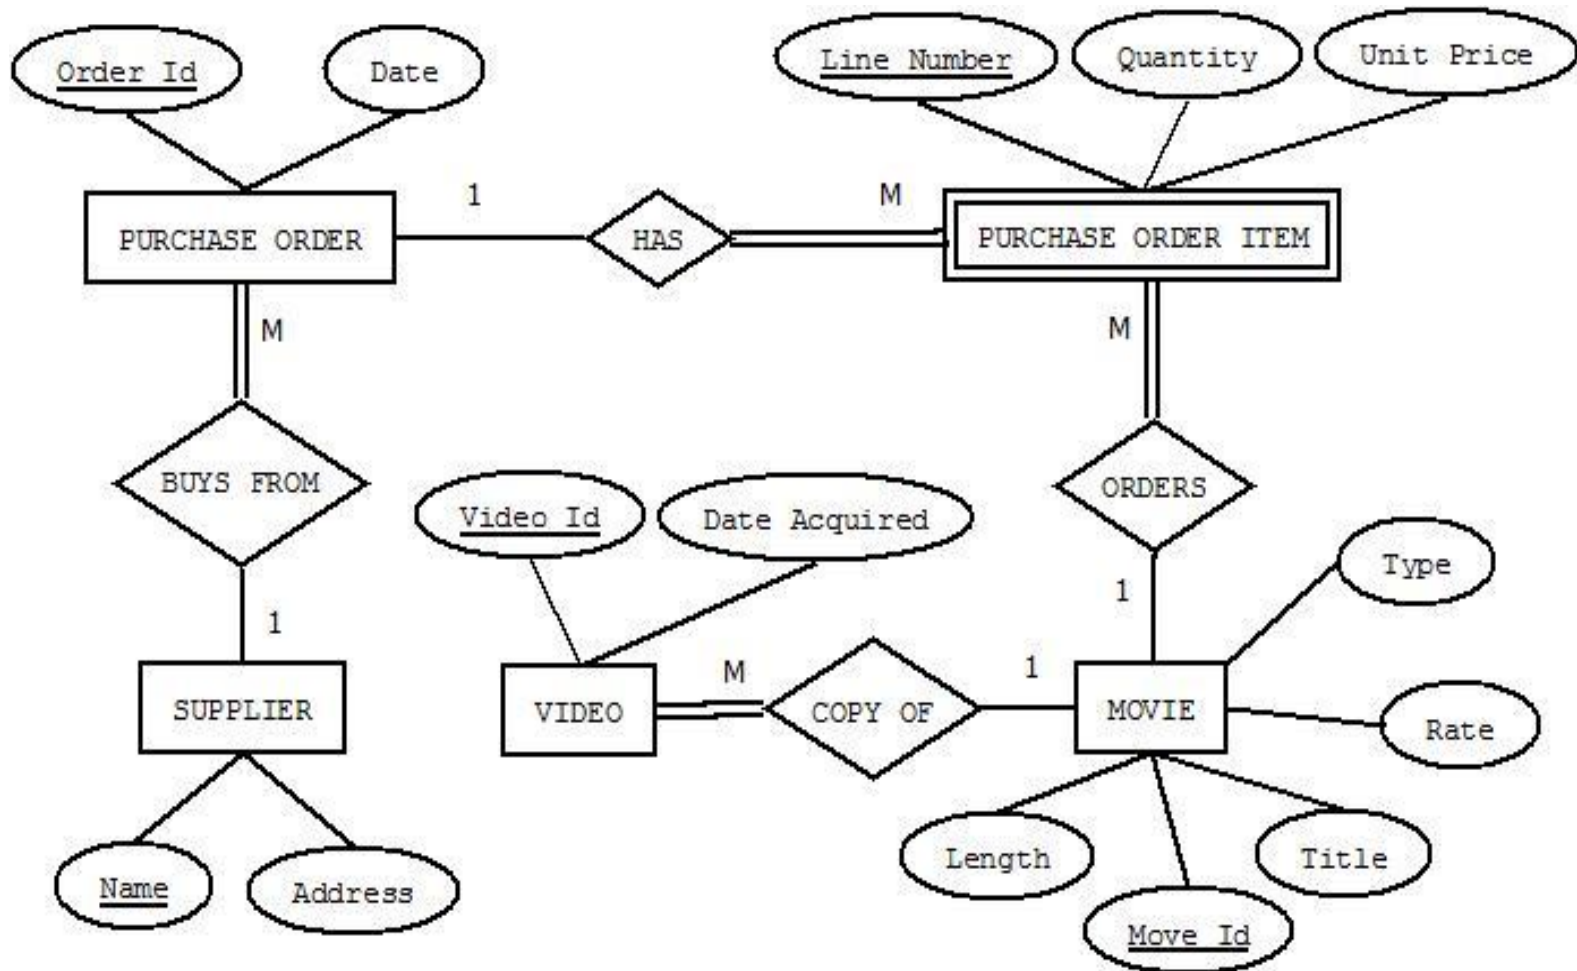 Order Id
Date
Line Number
Quantity
Unit Price
PURCHASE ORDER
1
HAS
M
PURCHASE ORDER ITEM
M
M
BUYS FROM
ORDERS
Video Id
Date Acquired
Type
1
1
SUPPLIER
VIDEO
M
COPY OF
1
MOVIE
Rate
Length
Title
Name
Address
Move Id